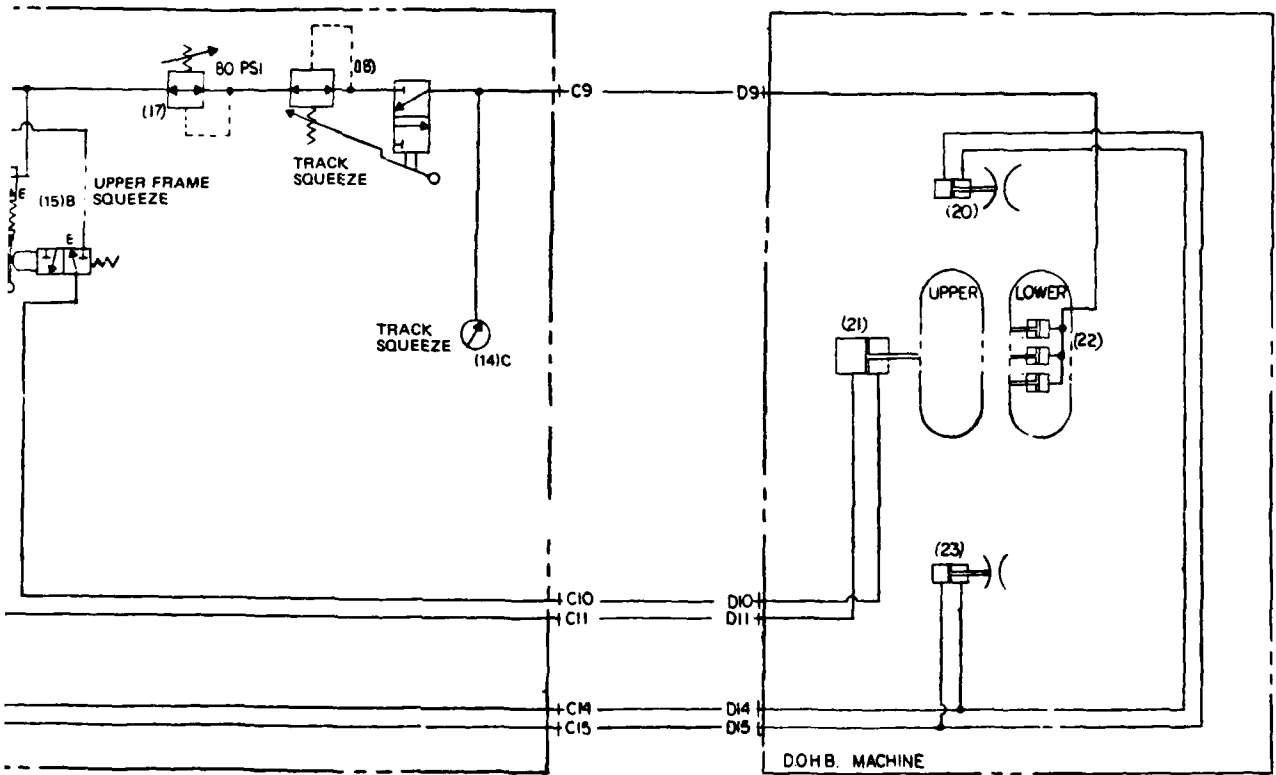 80 PSI
(18)
(17)
C9
D9
TRACK
SQUEEZE
UPPER FRAME
SQUEEZE
(15)B
E
E
(20)
UPPER
LOWER
(21)
(22)
TRACK
SQUEEZE
(14)C
(23)
C10
D10
C11
D11
C14
D14
C15
D15
D.O.H.B. MACHINE